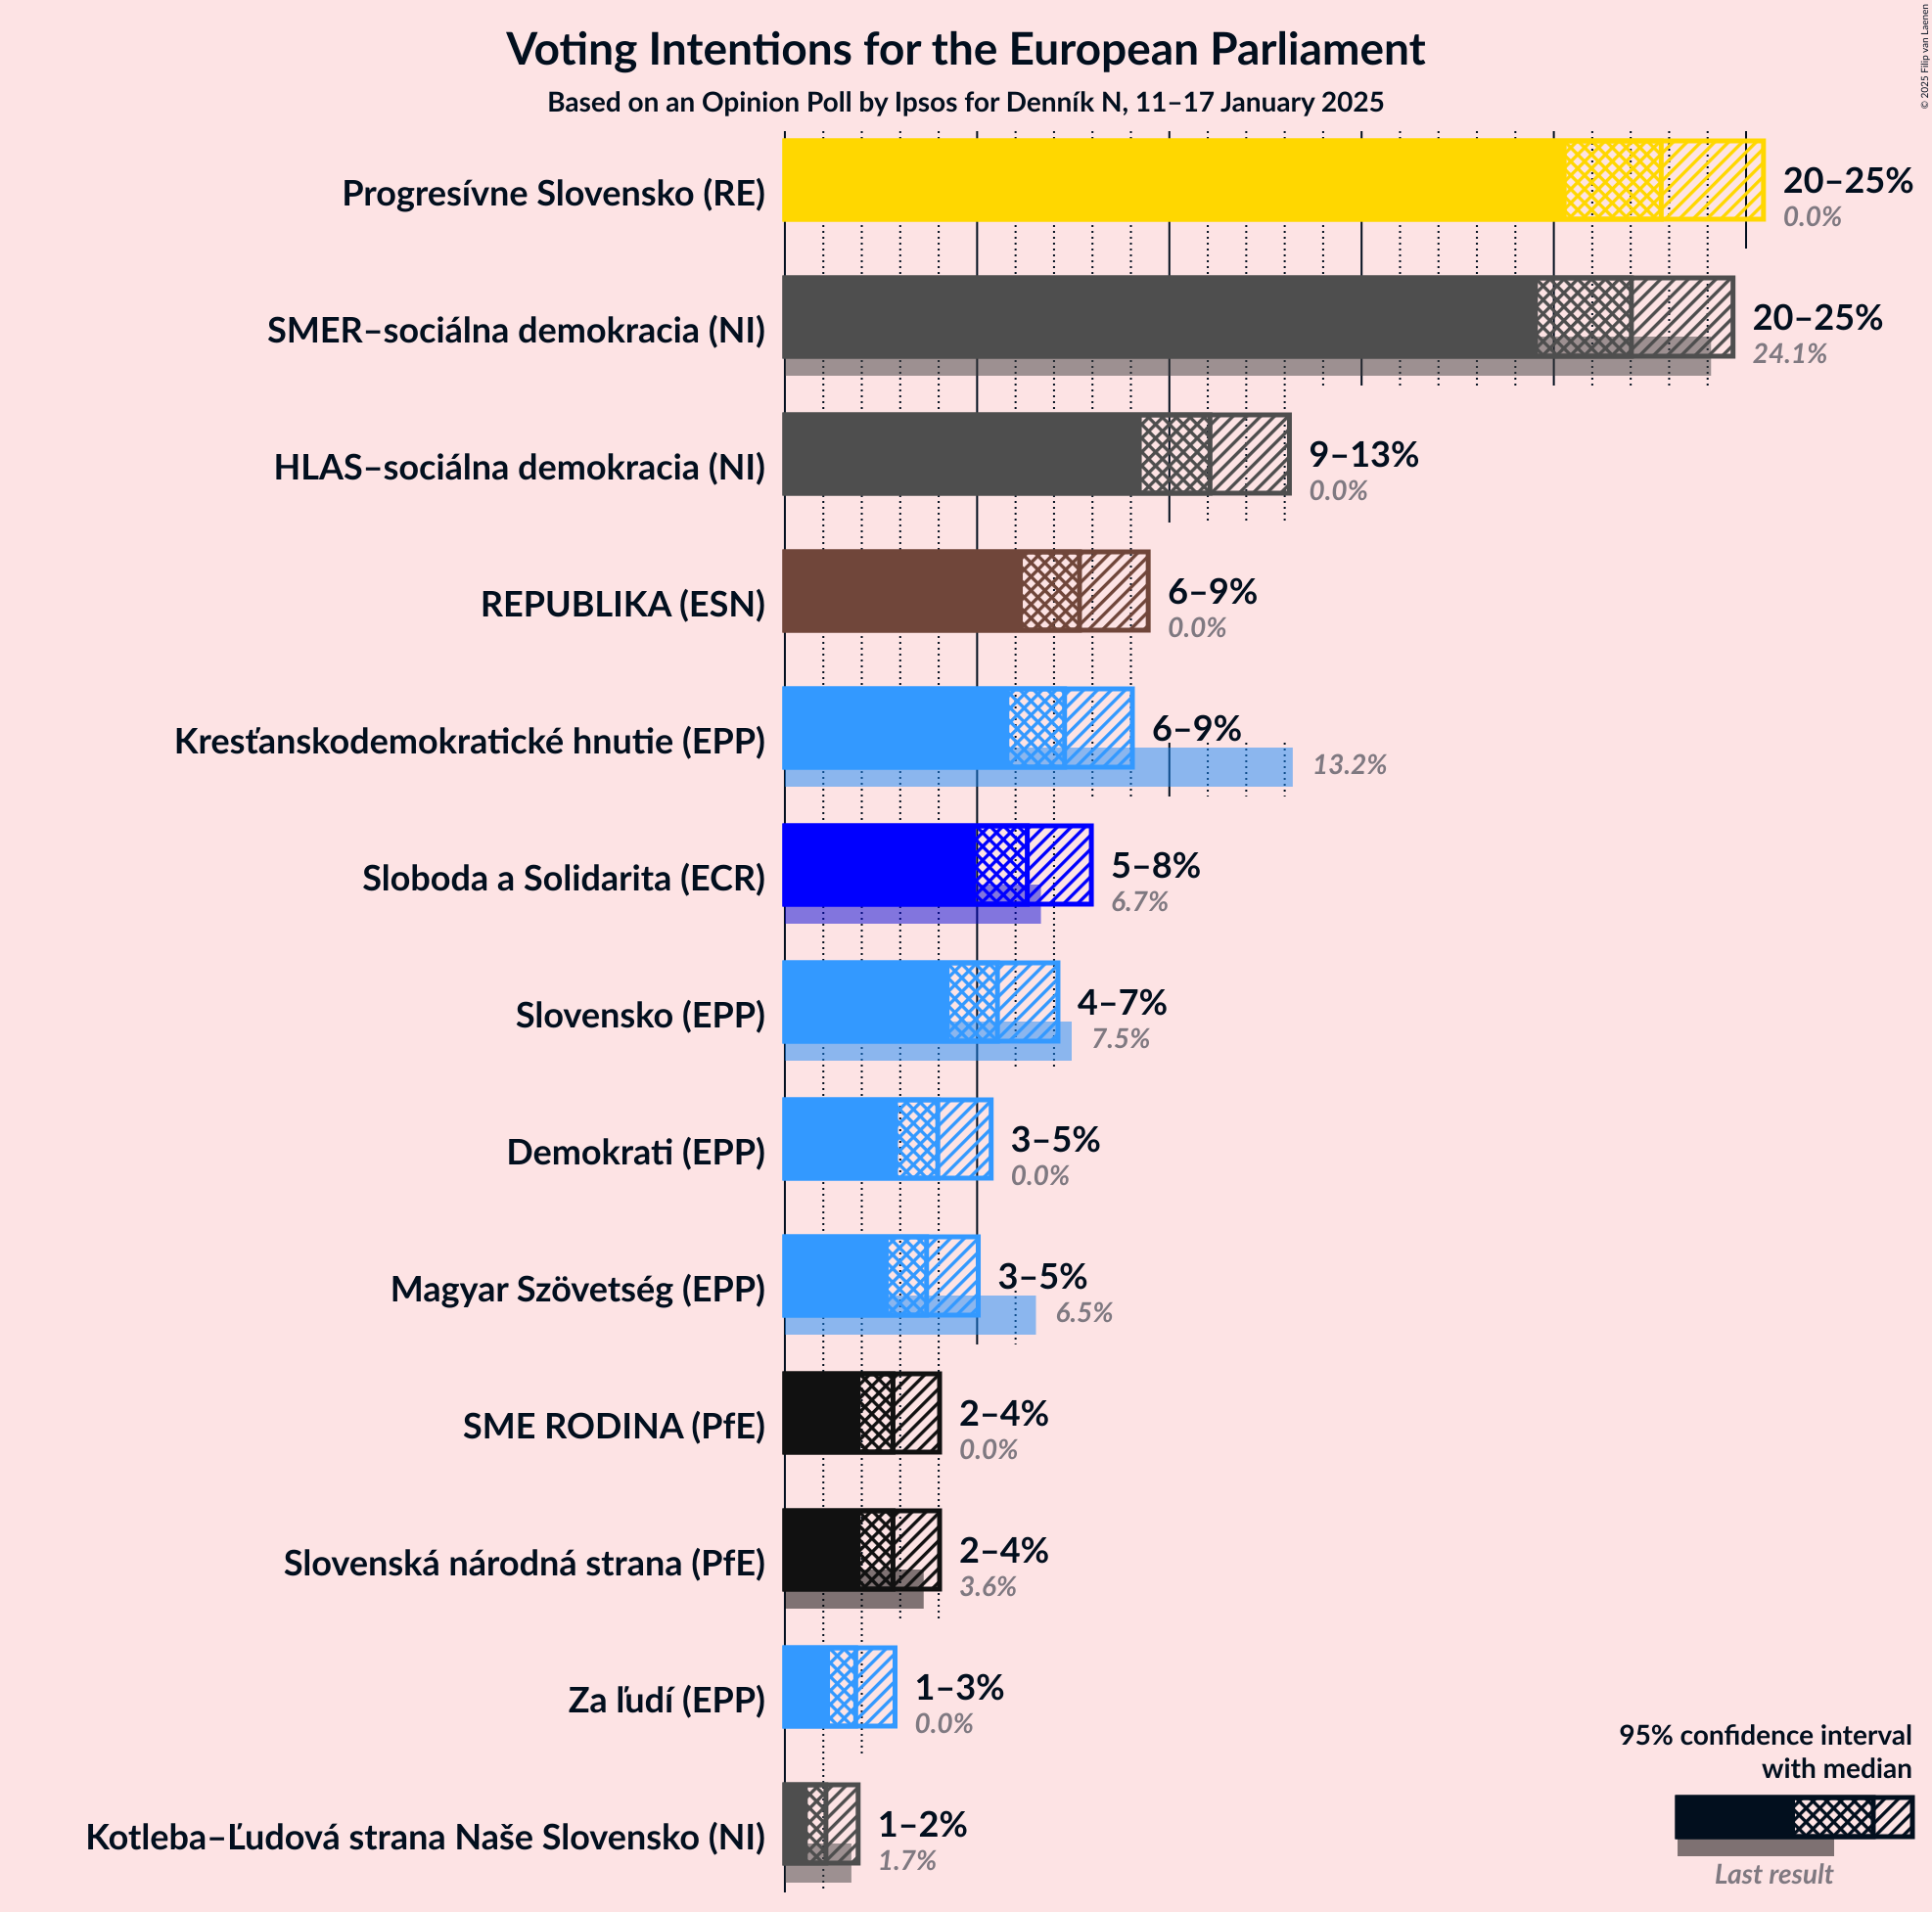 Voting Intentions for the European Parliament
Based on an Opinion Poll by Ipsos for Denník N, 11–17 January 2025
© 2025 Filip van Laenen
Progresívne Slovensko (RE)
20–25%
0.0%
SMER–sociálna demokracia (NI)
20–25%
24.1%
HLAS–sociálna demokracia (NI)
9–13%
0.0%
REPUBLIKA (ESN)
6–9%
0.0%
Kresťanskodemokratické hnutie (EPP)
6–9%
13.2%
Sloboda a Solidarita (ECR)
5–8%
6.7%
Slovensko (EPP)
4–7%
7.5%
Demokrati (EPP)
3–5%
0.0%
Magyar Szövetség (EPP)
3–5%
6.5%
SME RODINA (PfE)
2–4%
0.0%
Slovenská národná strana (PfE)
2–4%
3.6%
Za ľudí (EPP)
1–3%
0.0%
Kotleba–Ľudová strana Naše Slovensko (NI)
1–2%
1.7%
95% confidence interval
with median
Last result